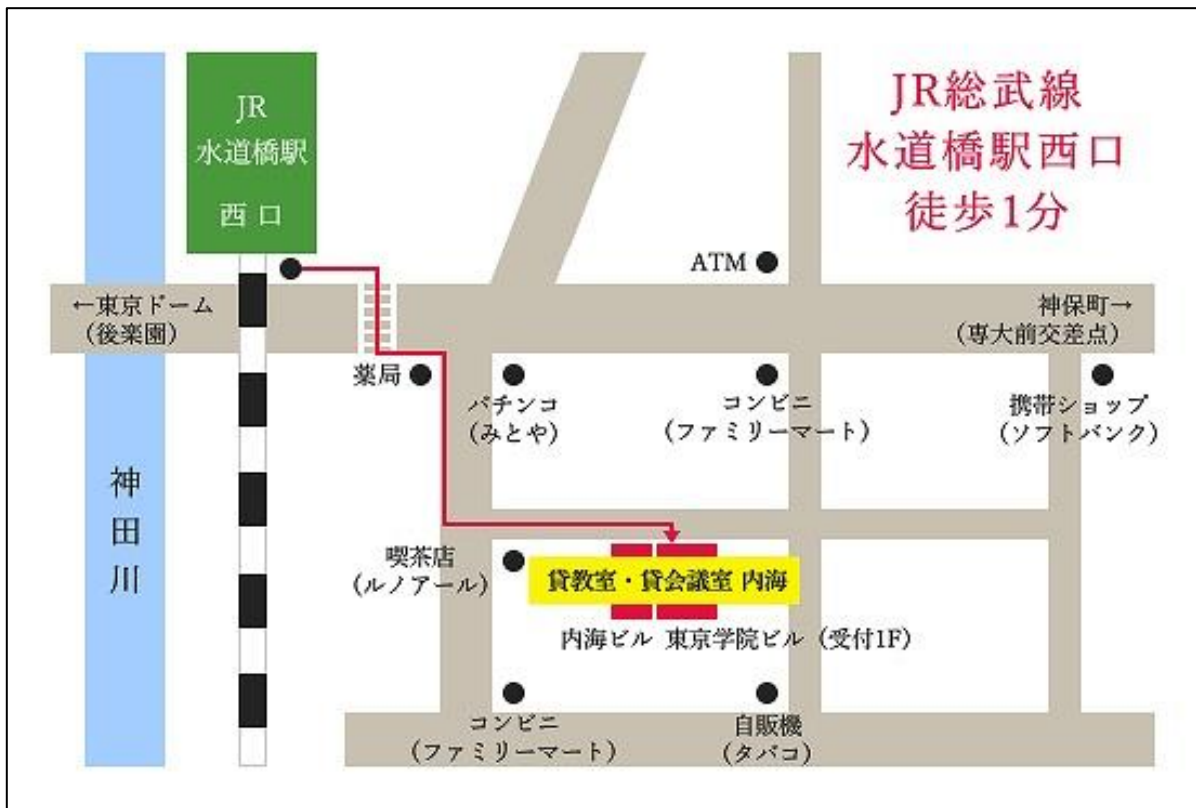 JR
水道橋駅
西口
JR総武線
水道橋駅西口
徒歩1分
ATM
←東京ドーム
(後楽園)
神保町→
(専大前交差点)
薬局
パチンコ
(みとや)
コンビニ
(ファミリーマート)
携帯ショップ
(ソフトバンク)
神田川
喫茶店
(ルノアール)
貸教室・貸会議室 内海
内海ビル 東京学院ビル (受付1F)
コンビニ
(ファミリーマート)
自販機
(タバコ)